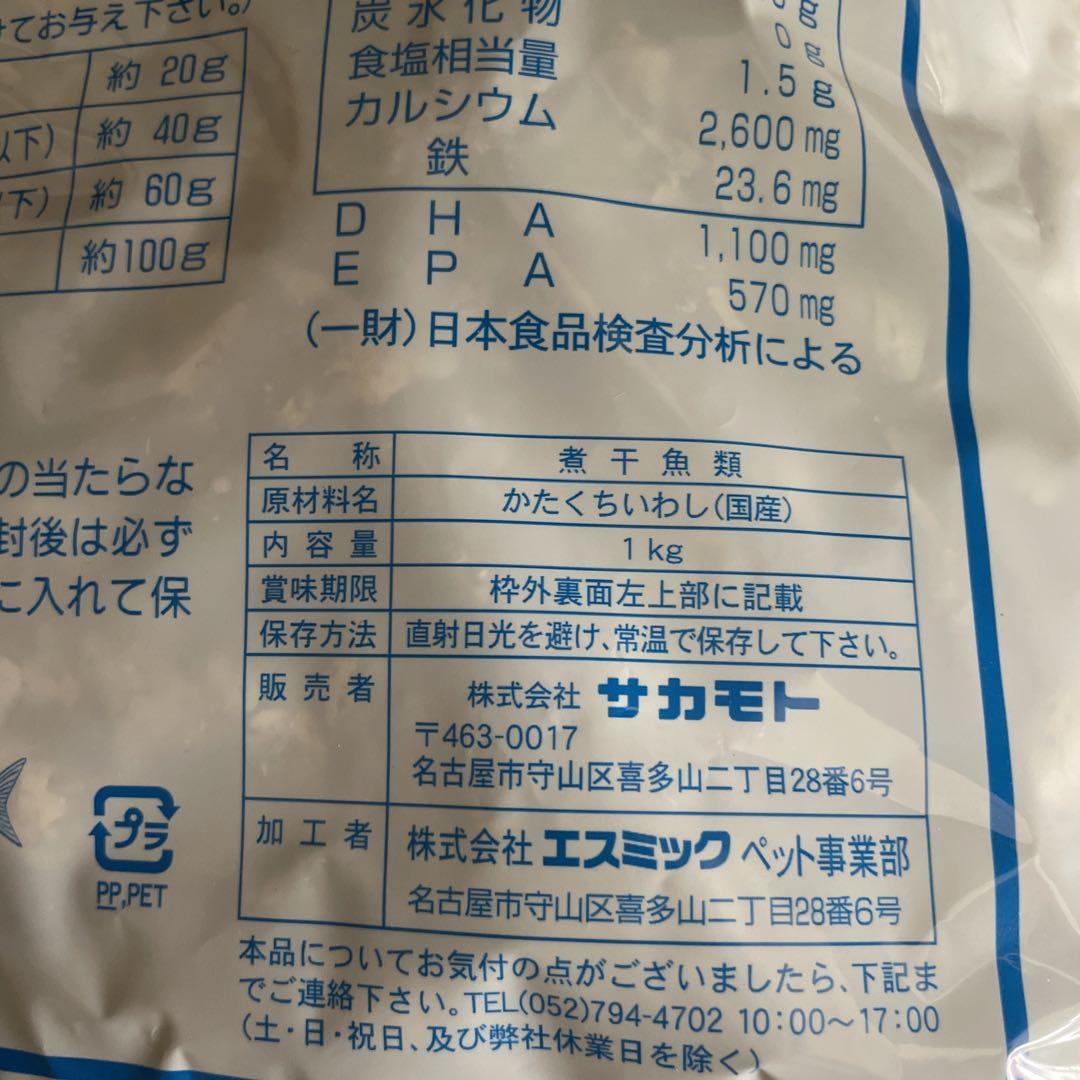 けてお与え下さい。)
約 20g
以下) 約 40g
下) 約 60g
約100g
炭水化物
0g
食塩相当量 1.5g
カルシウム 2,600mg
鉄 23.6mg
DHA 1,100mg
EPA 570mg
(一財)日本食品検査分析による
の当たらな
封後は必ず
に入れて保
名称 煮干魚類
原材料名 かたくちいわし(国産)
内容量 1kg
賞味期限 枠外裏面左上部に記載
保存方法 直射日光を避け、常温で保存して下さい。
販売者 株式会社 サカモト
〒463-0017
名古屋市守山区喜多山二丁目28番6号
加工者 株式会社 エスミック ペット事業部
名古屋市守山区喜多山二丁目28番6号
プラ
PP,PET
本品についてお気付の点がございましたら、下記ま
でご連絡下さい。TEL(052)794-4702 10:00〜17:00
(土・日・祝日、及び弊社休業日を除く)